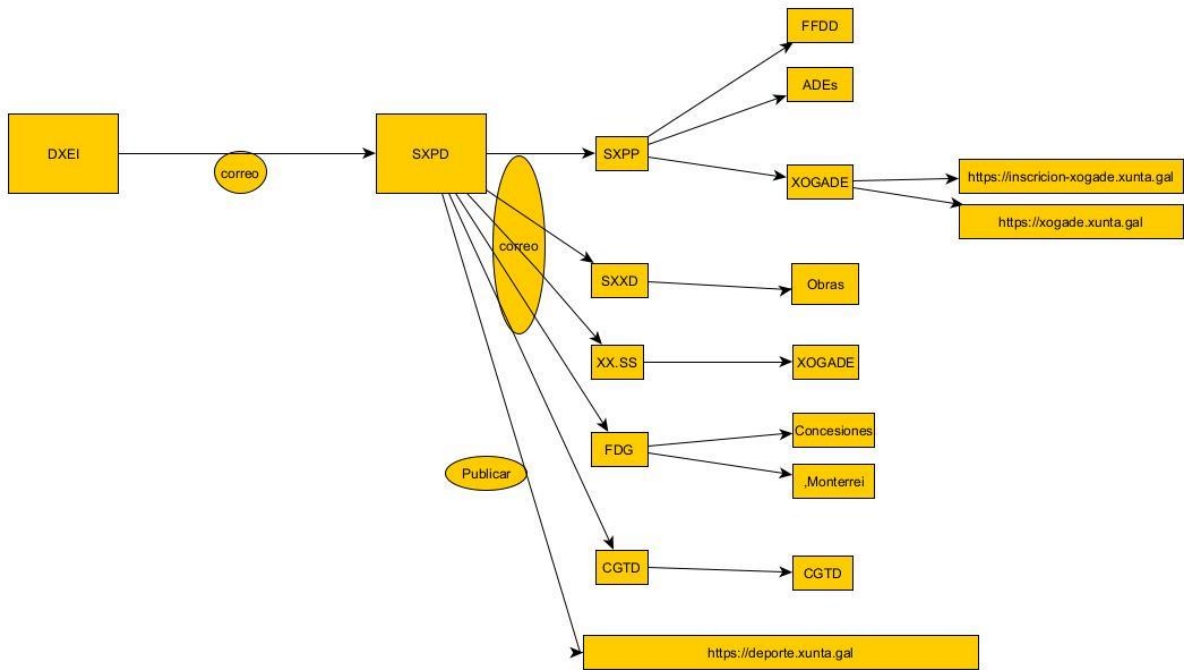 FFDD
ADEs
DXEI
correo
SXPD
SXPP
XOGADE
https://inscricion-xogade.xunta.gal
https://xogade.xunta.gal
correo
SXXD
Obras
XX.SS
XOGADE
FDG
Concesiones
,Monterrei
Publicar
CGTD
CGTD
https://deporte.xunta.gal